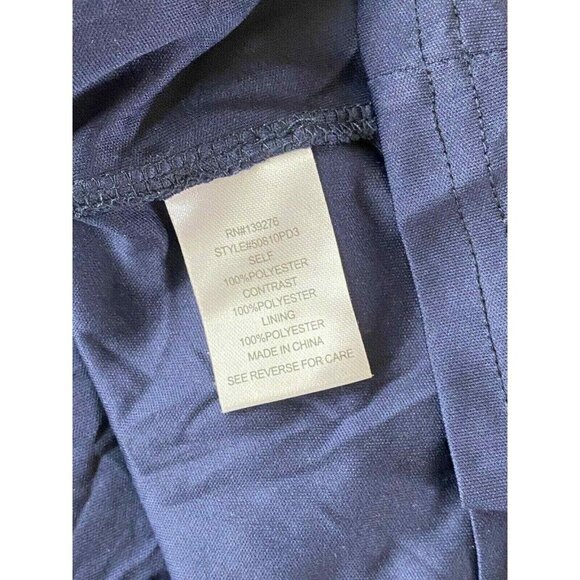 RN#139276
STYLE#50810PD3
SELF
100%POLYESTER
CONTRAST
100%POLYESTER
LINING
100%POLYESTER
MADE IN CHINA
SEE REVERSE FOR CARE